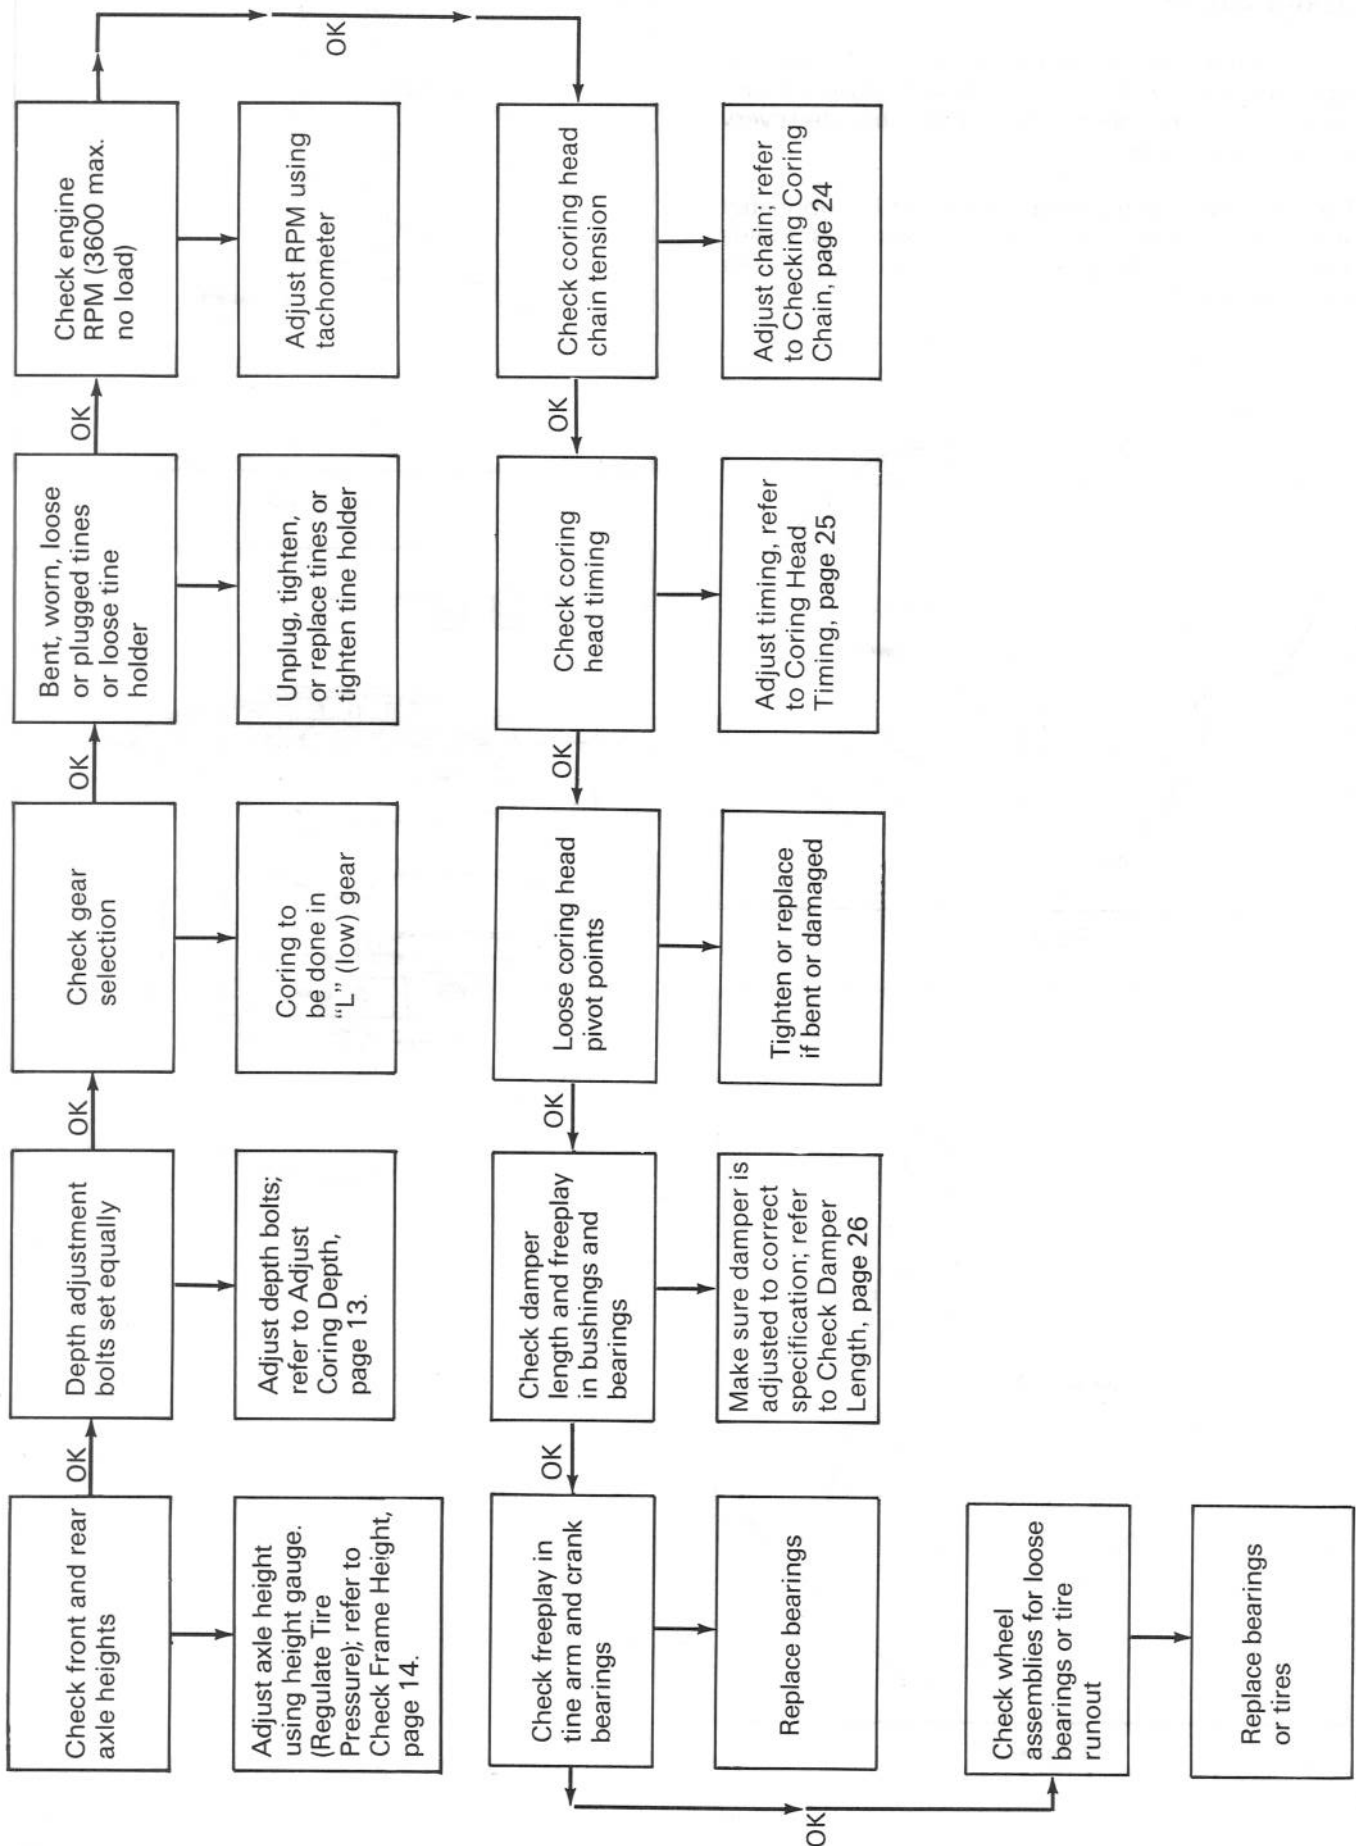 Check front and rear
axle heights
Adjust axle height
using height gauge.
(Regulate Tire
Pressure); refer to
Check Frame Height,
page 14.
OK
Depth adjustment
bolts set equally
Adjust depth bolts;
refer to Adjust
Coring Depth,
page 13.
OK
Check gear
selection
Coring to
be done in
“L” (low) gear
OK
Bent, worn, loose
or plugged tines
or loose tine
holder
Unplug, tighten,
or replace tines or
tighten tine holder
OK
Check engine
RPM (3600 max.
no load)
Adjust RPM using
tachometer
OK
Check coring head
chain tension
Adjust chain; refer
to Checking Coring
Chain, page 24
OK
Check coring
head timing
Adjust timing, refer
to Coring Head
Timing, page 25
OK
Loose coring head
pivot points
Tighten or replace
if bent or damaged
OK
Check damper
length and freeplay
in bushings and
bearings
Make sure damper is
adjusted to correct
specification; refer
to Check Damper
Length, page 26
OK
Check freeplay in
tine arm and crank
bearings
Replace bearings
OK
Check wheel
assemblies for loose
bearings or tire
runout
Replace bearings
or tires